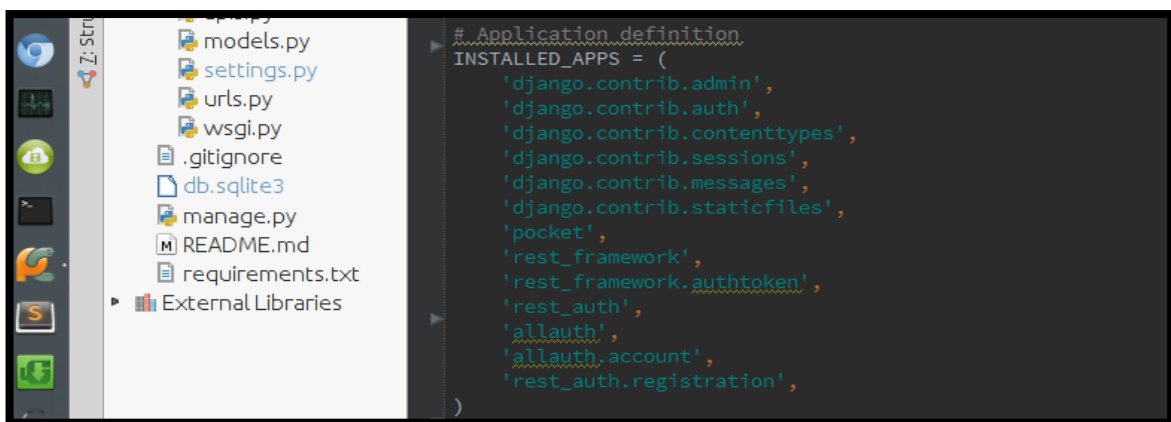 Z: Stru
models.py
settings.py
urls.py
wsgi.py
.gitignore
db.sqlite3
manage.py
README.md
requirements.txt
External Libraries
# Application definition
INSTALLED_APPS = (
'django.contrib.admin',
'django.contrib.auth',
'django.contrib.contenttypes',
'django.contrib.sessions',
'django.contrib.messages',
'django.contrib.staticfiles',
'pocket',
'rest_framework',
'rest_framework.authtoken',
'rest_auth',
'allauth',
'allauth.account',
'rest_auth.registration',
)